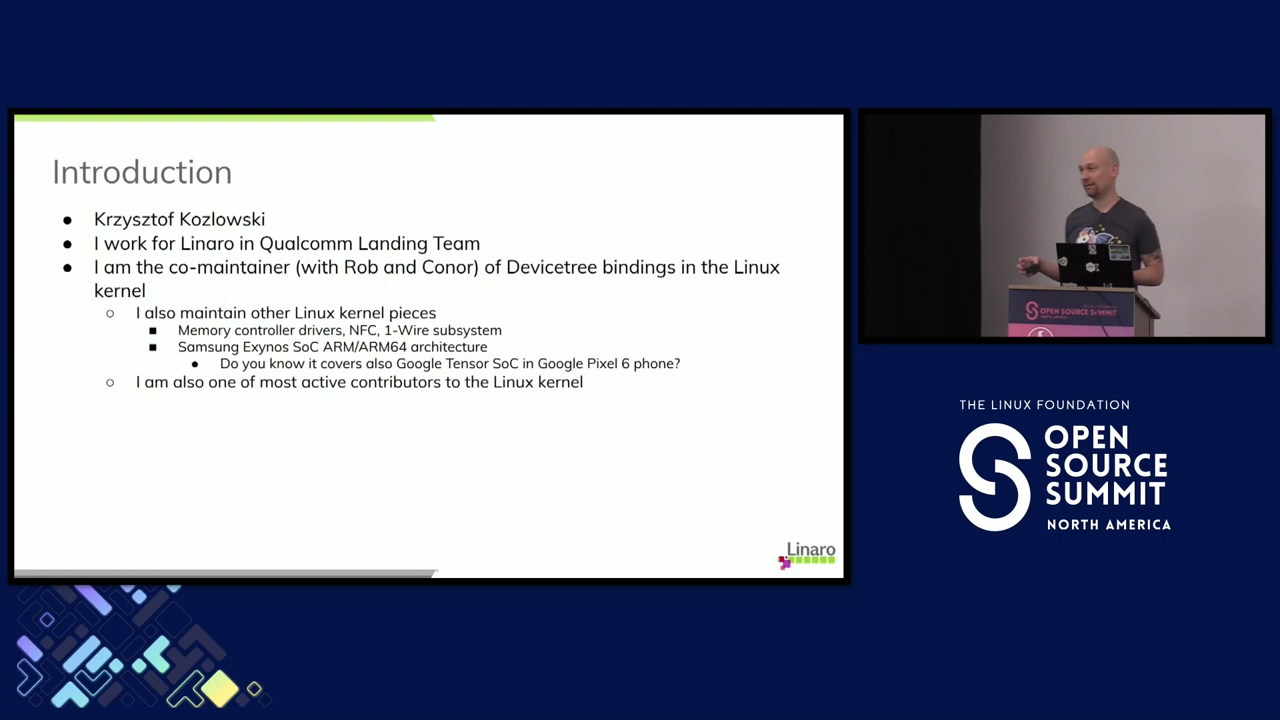 Introduction
● Krzysztof Kozlowski
● I work for Linaro in Qualcomm Landing Team
● I am the co-maintainer (with Rob and Conor) of Devicetree bindings in the Linux
kernel
○ I also maintain other Linux kernel pieces
■ Memory controller drivers, NFC, 1-Wire subsystem
■ Samsung Exynos SoC ARM/ARM64 architecture
● Do you know it covers also Google Tensor SoC in Google Pixel 6 phone?
○ I am also one of most active contributors to the Linux kernel
Linaro
OPEN SOURCE SUMMIT
THE LINUX FOUNDATION
OPEN
SOURCE
SUMMIT
NORTH AMERICA